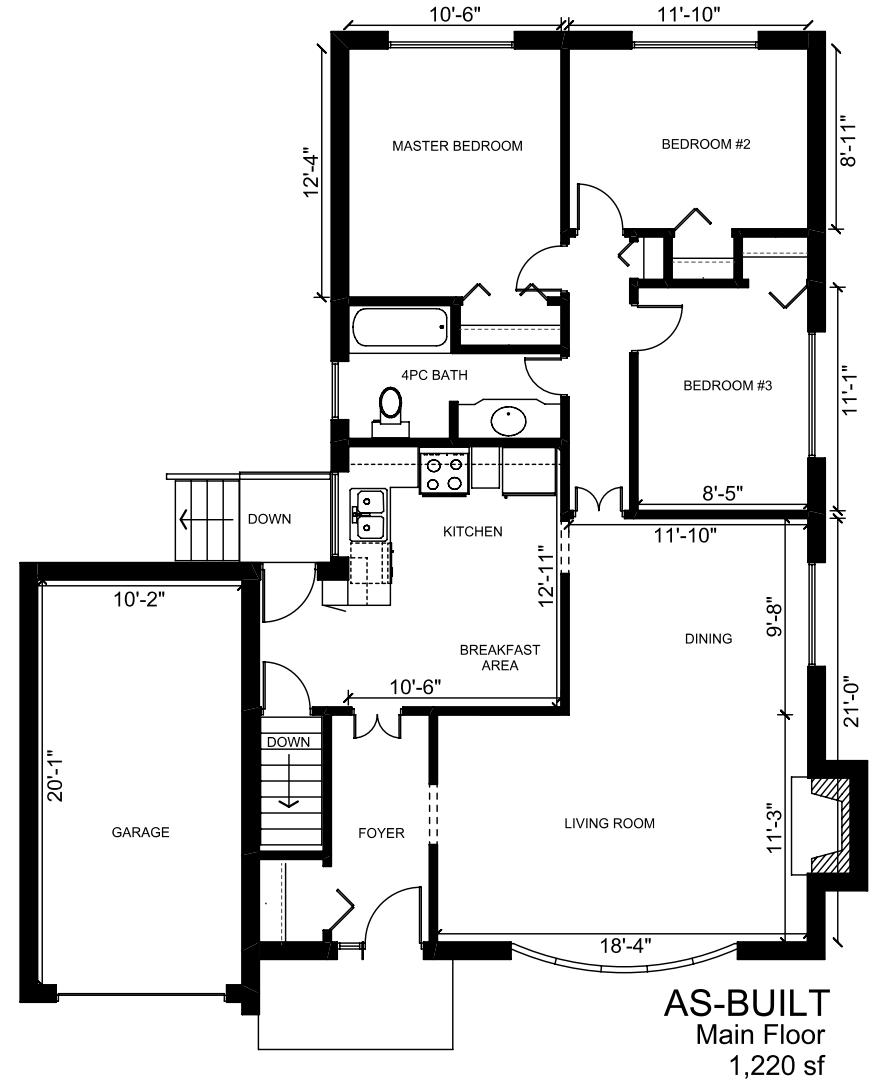 10'-6"
11'-10"
MASTER BEDROOM
BEDROOM #2
8'-11"
12'-4"
4PC BATH
BEDROOM #3
11'-1"
8'-5"
DOWN
KITCHEN
11'-10"
12'-11"
10'-2"
9'-8"
DINING
BREAKFAST
AREA
10'-6"
21'-0"
DOWN
20'-1"
GARAGE
FOYER
LIVING ROOM
11'-3"
18'-4"
AS-BUILT
Main Floor
1,220 sf